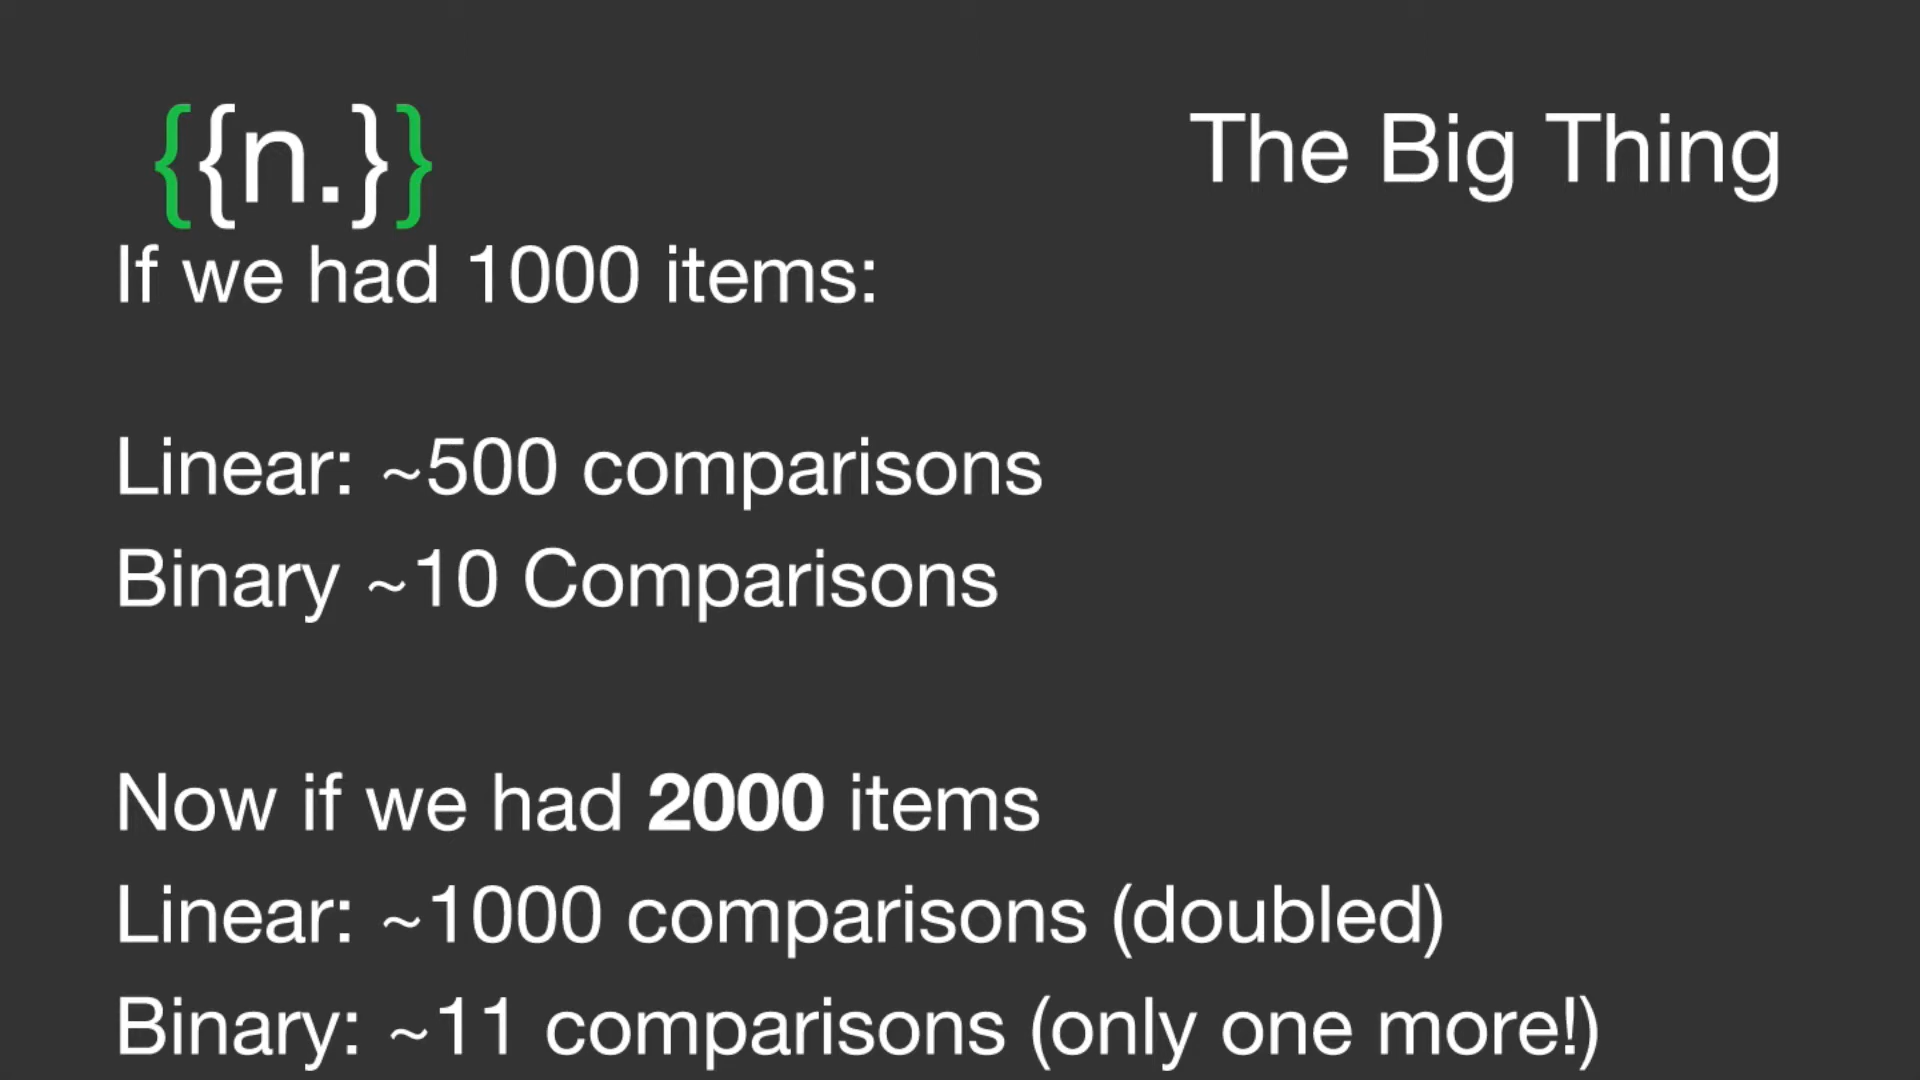 {{n.}}
The Big Thing
If we had 1000 items:
Linear: ~500 comparisons
Binary ~10 Comparisons
Now if we had 2000 items
Linear: ~1000 comparisons (doubled)
Binary: ~11 comparisons (only one more!)